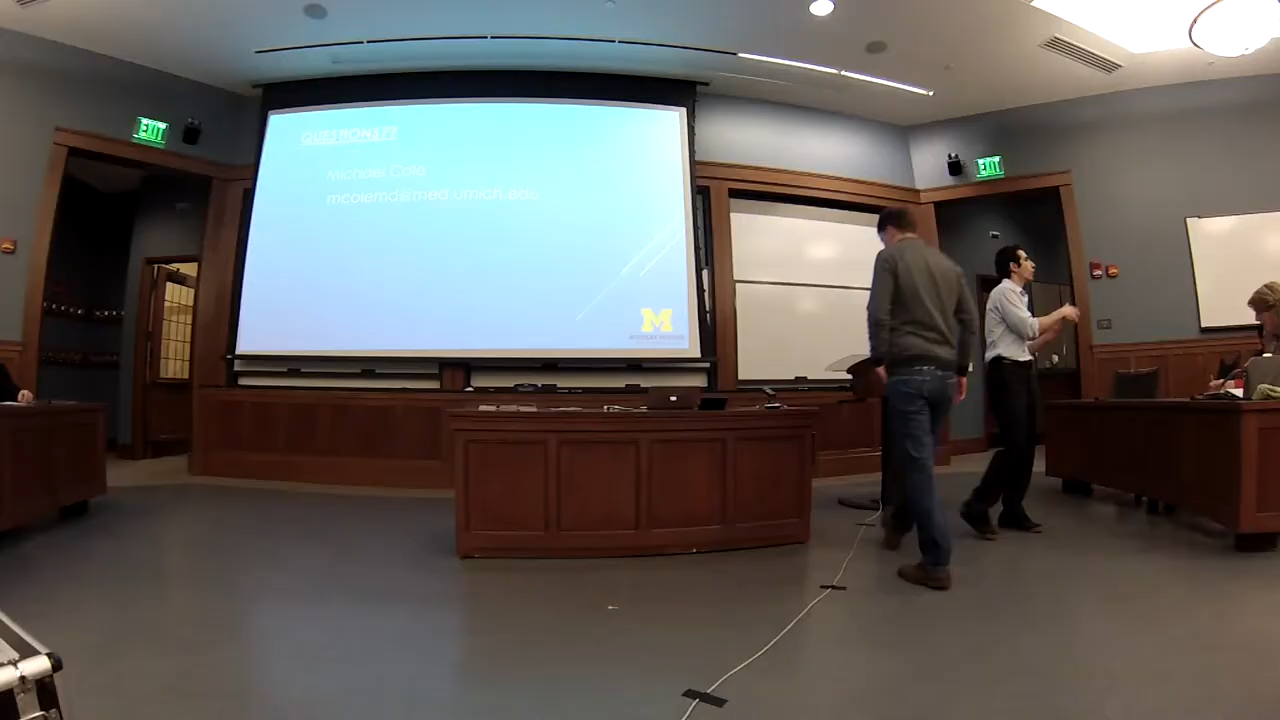 EXIT
QUESTIONS??
Michael Cole
mcolemd@med.umich.edu
M
EXIT